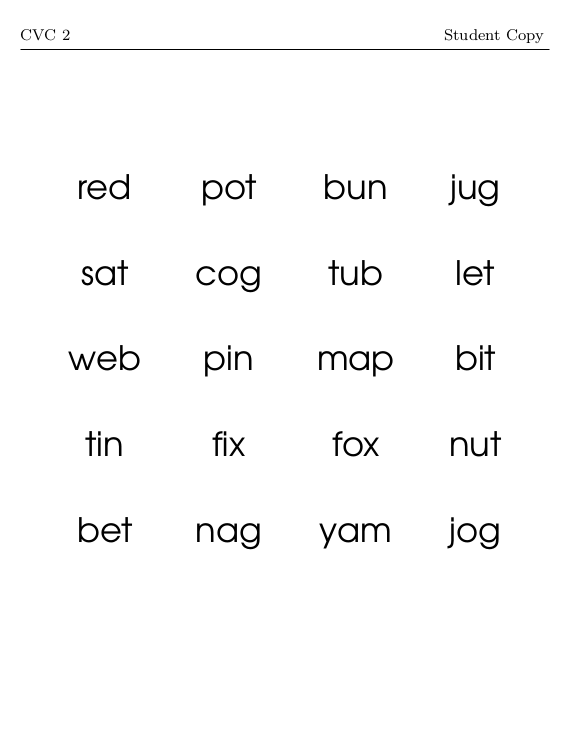 CVC 2 Student Copy
red pot bun jug
sat cog tub let
web pin map bit
tin fix fox nut
bet nag yam jog